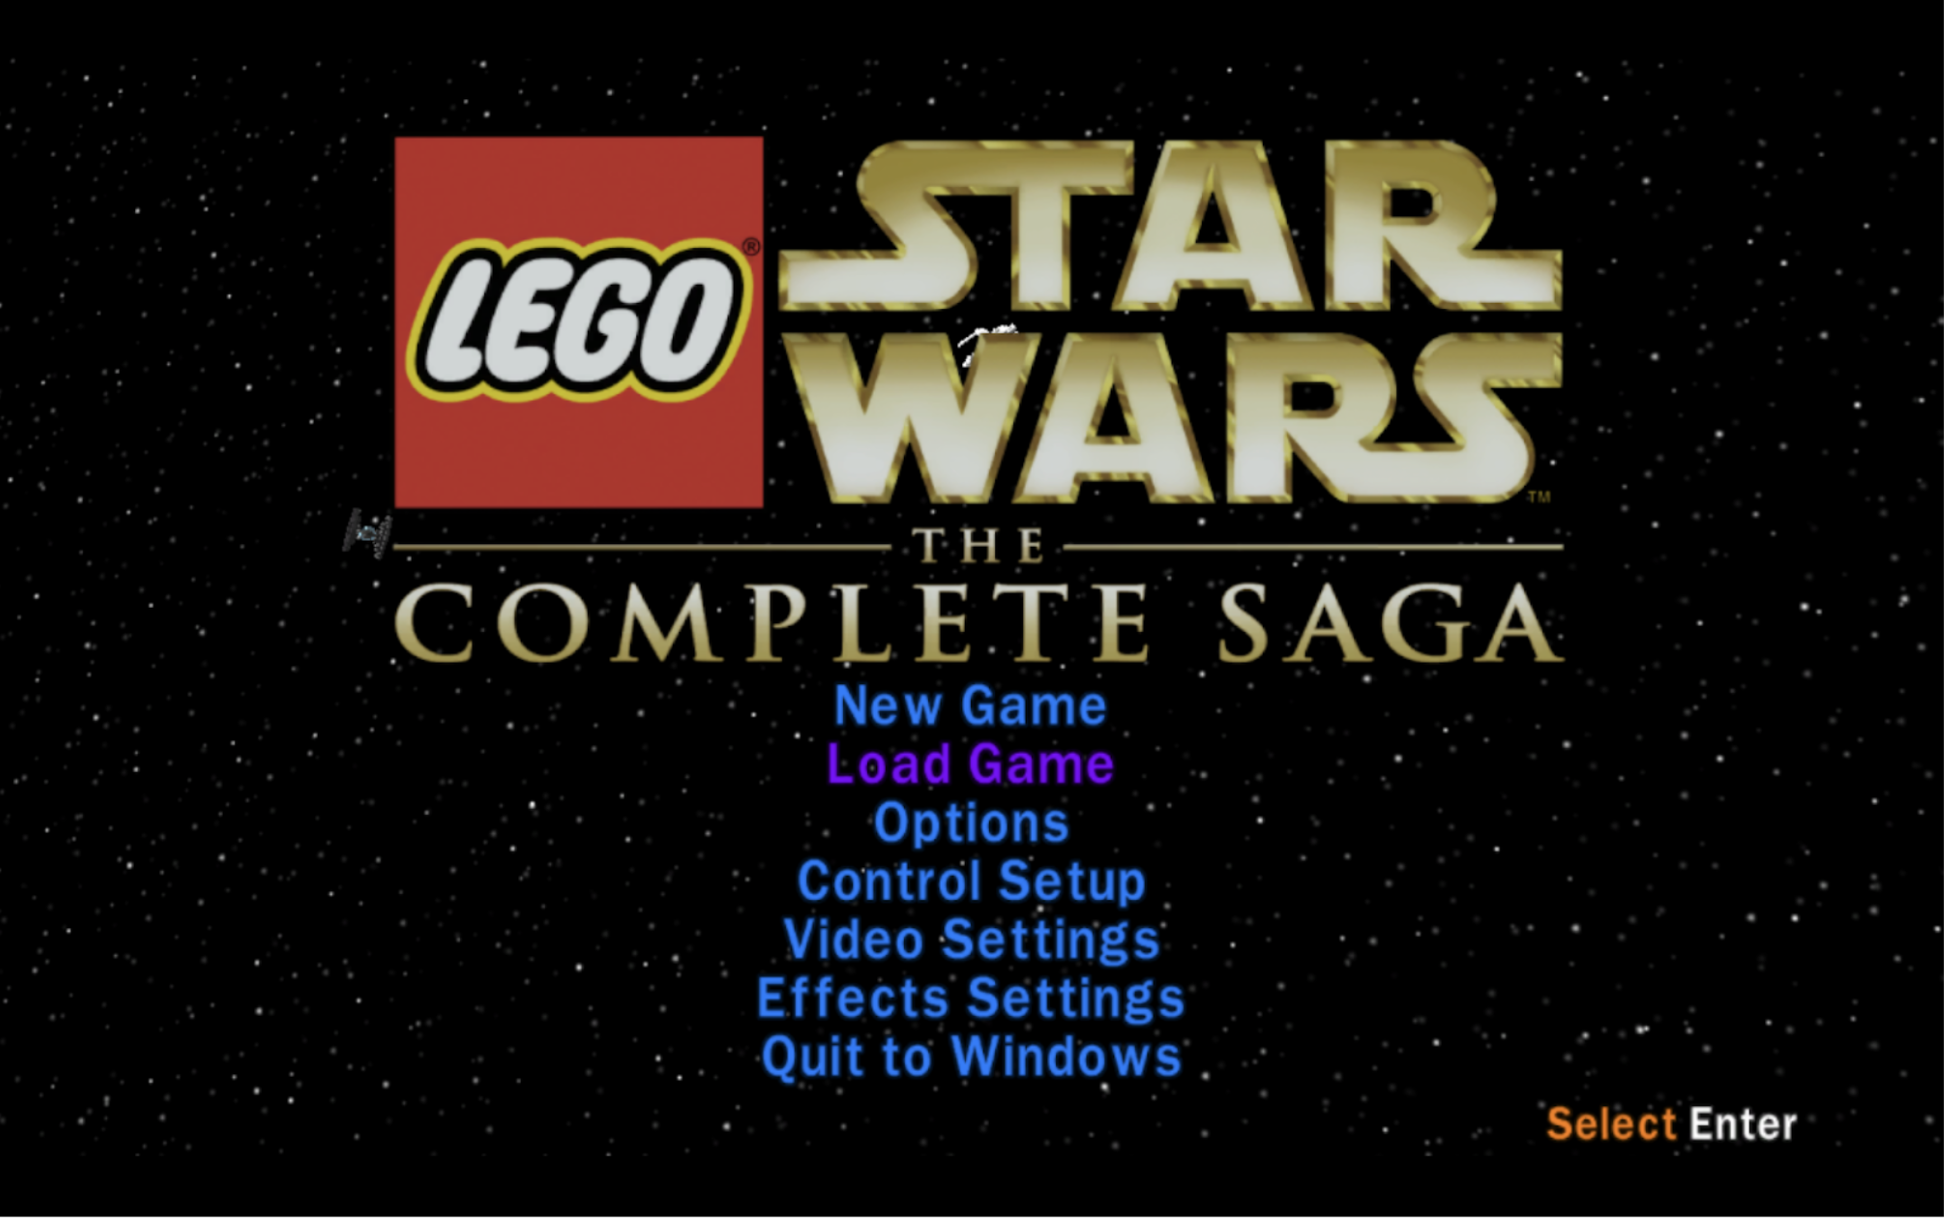 LEGO®
STAR
WARS™
THE
COMPLETE SAGA
New Game
Load Game
Options
Control Setup
Video Settings
Effects Settings
Quit to Windows
Select Enter